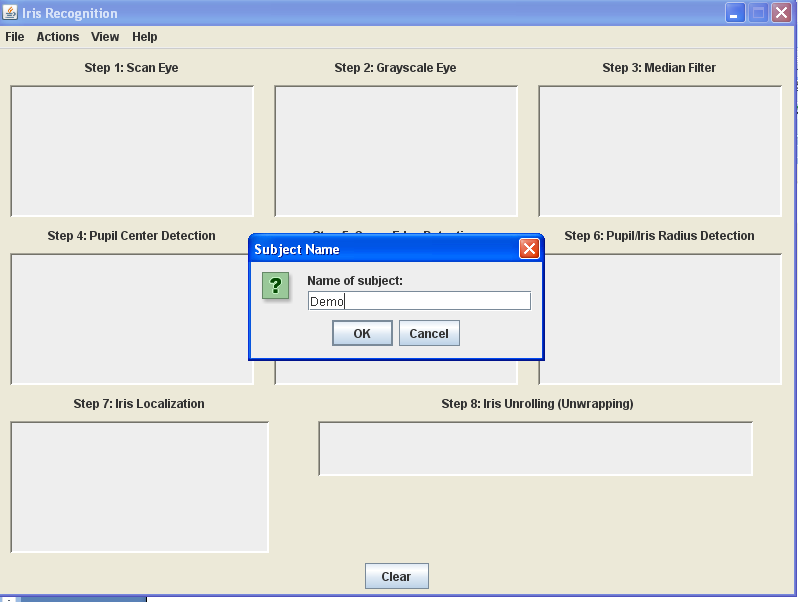 Iris Recognition
File Actions View Help
Step 1: Scan Eye
Step 2: Grayscale Eye
Step 3: Median Filter
Step 4: Pupil Center Detection
Step 6: Pupil/Iris Radius Detection
Subject Name
?
Name of subject:
Demo
OK Cancel
Step 7: Iris Localization
Step 8: Iris Unrolling (Unwrapping)
Clear